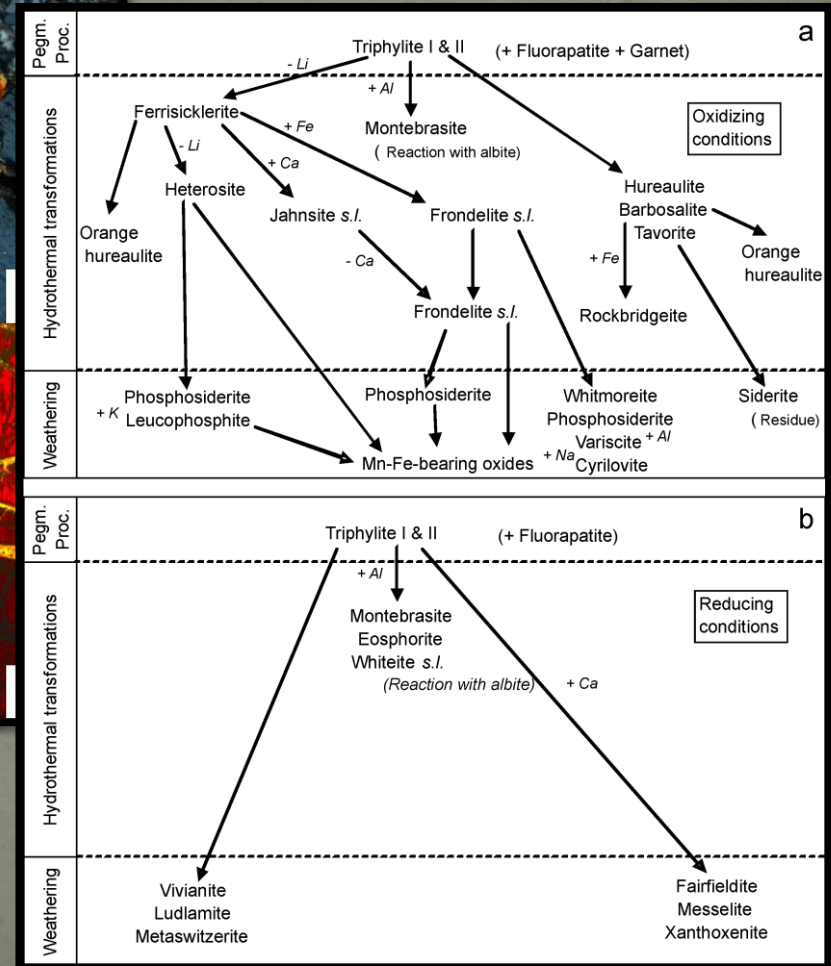 a
Pegm.
Proc.
Triphylite I & II
(+ Fluorapatite + Garnet)
- Li
+ Al
Hydrothermal transformations
Ferrisicklerite
+ Fe
Montebrasite
( Reaction with albite)
Oxidizing
conditions
- Li
+ Ca
Heterosite
Jahnsite s.l.
Frondelite s.l.
Hureaulite
Barbosalite
Tavorite
Orange
hureaulite
Orange
hureaulite
- Ca
+ Fe
Frondelite s.l.
Rockbridgeite
Weathering
Phosphosiderite
+ K Leucophosphite
Phosphosiderite
Whitmoreite
Phosphosiderite
Variscite + Al
+ Na Cyrilovite
Siderite
( Residue)
Mn-Fe-bearing oxides
b
Pegm.
Proc.
Triphylite I & II
(+ Fluorapatite)
+ Al
Hydrothermal transformations
Montebrasite
Eosphorite
Whiteite s.l.
(Reaction with albite)
Reducing
conditions
+ Ca
Weathering
Vivianite
Ludlamite
Metaswitzerite
Fairfieldite
Messelite
Xanthoxenite